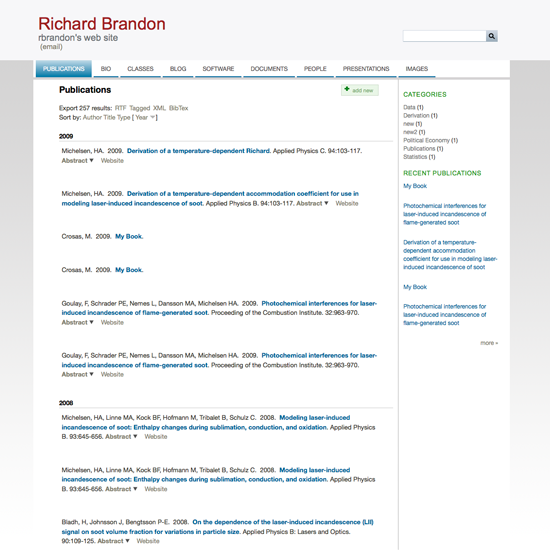 Richard Brandon
rbrandon's web site
(email)
PUBLICATIONS BIO CLASSES BLOG SOFTWARE DOCUMENTS PEOPLE PRESENTATIONS IMAGES
Publications
add new
Export 257 results: RTF Tagged XML BibTex
Sort by: Author Title Type [ Year ]
2009
Michelsen, HA. 2009. Derivation of a temperature-dependent Richard. Applied Physics C. 94:103-117.
Abstract Website
Michelsen, HA. 2009. Derivation of a temperature-dependent accommodation coefficient for use in
modeling laser-induced incandescence of soot. Applied Physics B. 94:103-117. Abstract Website
Crosas, M. 2009. My Book.
Crosas, M. 2009. My Book.
Goulay, F, Schrader PE, Nemes L, Dansson MA, Michelsen HA. 2009. Photochemical interferences for laser-
induced incandescence of flame-generated soot. Proceeding of the Combustion Institute. 32:963-970.
Abstract Website
Goulay, F, Schrader PE, Nemes L, Dansson MA, Michelsen HA. 2009. Photochemical interferences for laser-
induced incandescence of flame-generated soot. Proceeding of the Combustion Institute. 32:963-970.
Abstract Website
2008
Michelsen, HA, Linne MA, Kock BF, Hofmann M, Tribalet B, Schulz C. 2008. Modeling laser-induced
incandescence of soot: Enthalpy changes during sublimation, conduction, and oxidation. Applied Physics
B. 93:645-656. Abstract Website
Michelsen, HA, Linne MA, Kock BF, Hofmann M, Tribalet B, Schulz C. 2008. Modeling laser-induced
incandescence of soot: Enthalpy changes during sublimation, conduction, and oxidation. Applied Physics
B. 93:645-656. Abstract Website
Bladh, H, Johnsson J, Bengtsson P-E. 2008. On the dependence of the laser-induced incandescence (LII)
signal on soot volume fraction for variations in particle size. Applied Physics B: Lasers and Optics.
90:109-125. Abstract Website
CATEGORIES
Data (1)
Derivation (1)
new (1)
new2 (1)
Political Economy (1)
Publications (1)
Statistics (1)
RECENT PUBLICATIONS
My Book
Photochemical interferences for
laser-induced incandescence of
flame-generated soot
Derivation of a temperature-
dependent accommodation
coefficient for use in modeling laser-
induced incandescence of soot
My Book
Photochemical interferences for
laser-induced incandescence of
flame-generated soot
more »